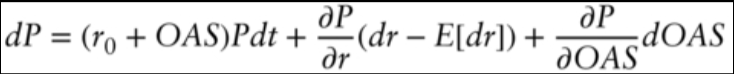 dP = (r₀ + OAS)Pdt + ∂P/∂r (dr − E[dr]) + ∂P/∂OAS dOAS